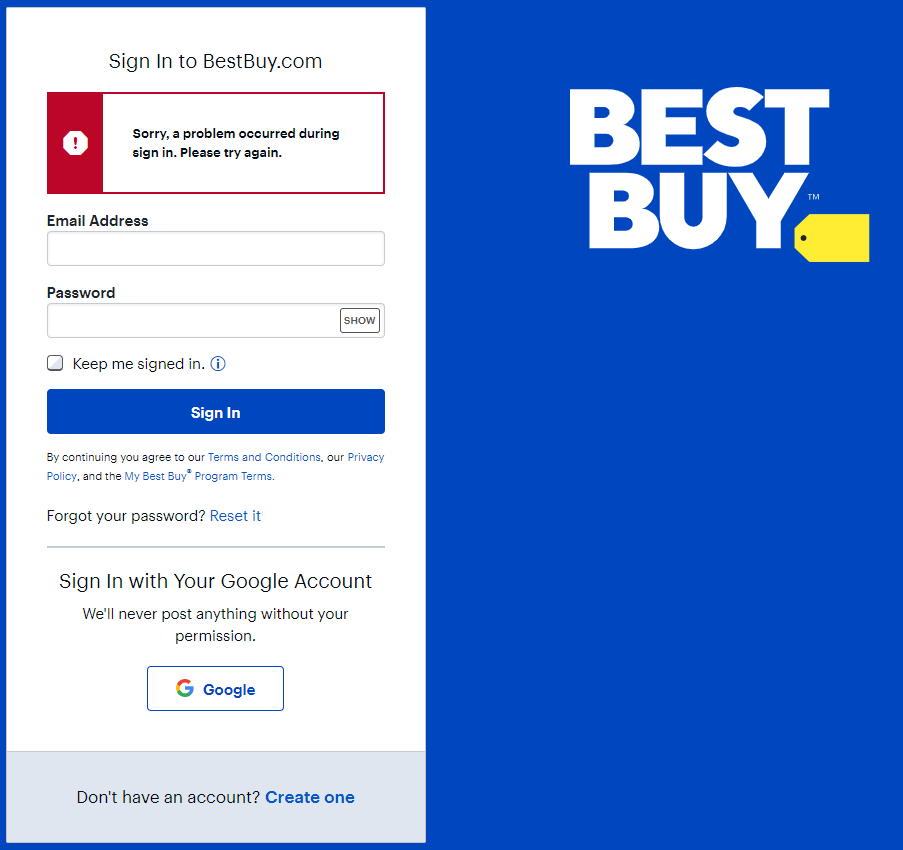 Sign In to BestBuy.com
Sorry, a problem occurred during
sign in. Please try again.
Email Address
Password
SHOW
Keep me signed in.
Sign In
By continuing you agree to our Terms and Conditions, our Privacy
Policy, and the My Best Buy® Program Terms.
Forgot your password? Reset it
Sign In with Your Google Account
We'll never post anything without your
permission.
Google
Don't have an account? Create one
BEST
BUY™